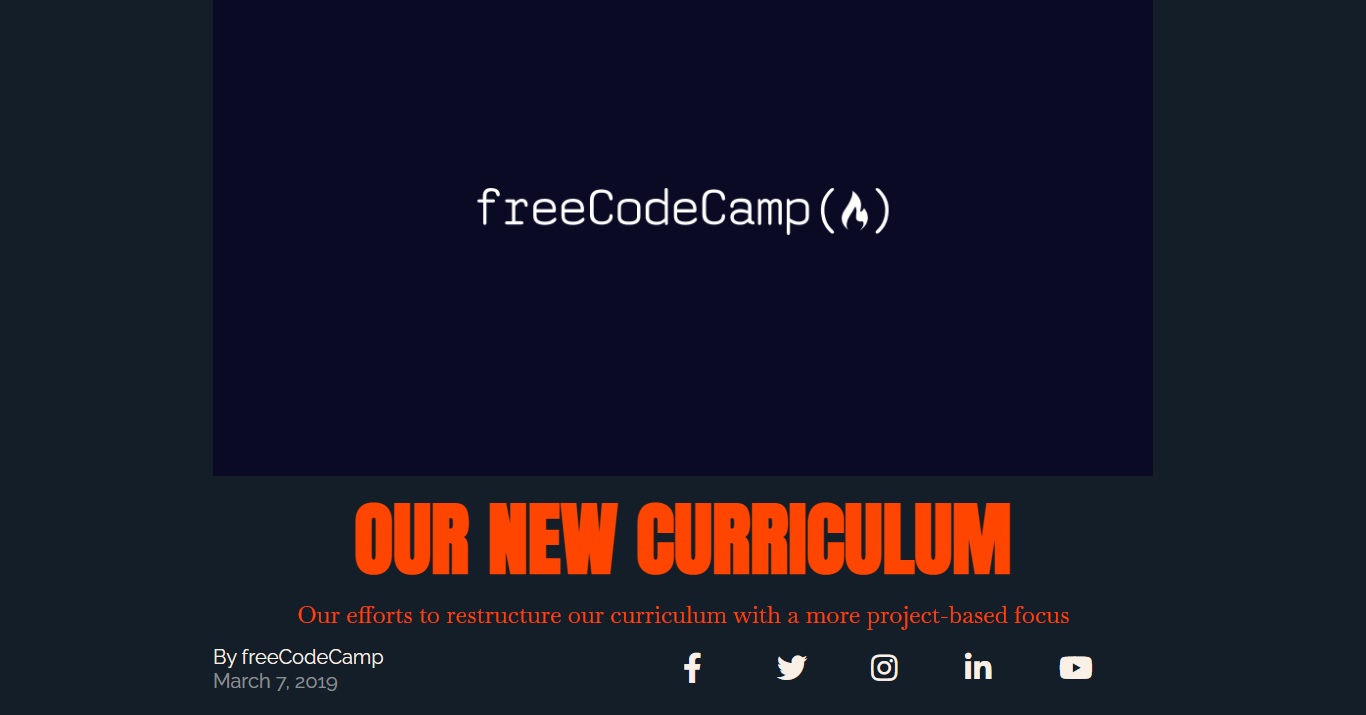 freeCodeCamp
OUR NEW CURRICULUM
Our efforts to restructure our curriculum with a more project-based focus
By freeCodeCamp
March 7, 2019